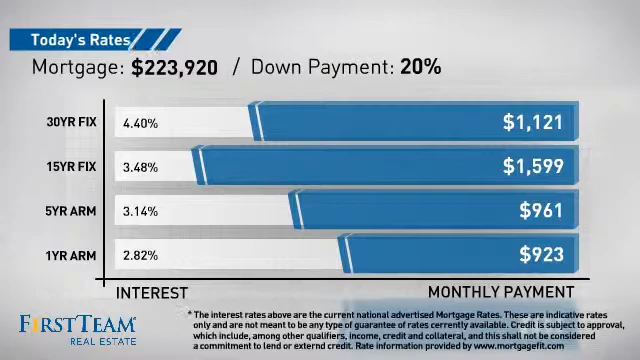 Today's Rates
Mortgage: $223,920 / Down Payment: 20%
30YR FIX 4.40% $1,121
15YR FIX 3.48% $1,599
5YR ARM 3.14% $961
1YR ARM 2.82% $923
INTEREST MONTHLY PAYMENT
FIRSTTEAM®
REAL ESTATE
* The interest rates above are the current national advertised Mortgage Rates. These are indicative rates
only and are not meant to be any type of guarantee of rates cerrently available. Credit is subject to approval,
which include, among other qualifiers, income, credit and collateral, and this shall not be considered
a commitment to lend or externd credit. Rate information provided by www.mortgagefit.com